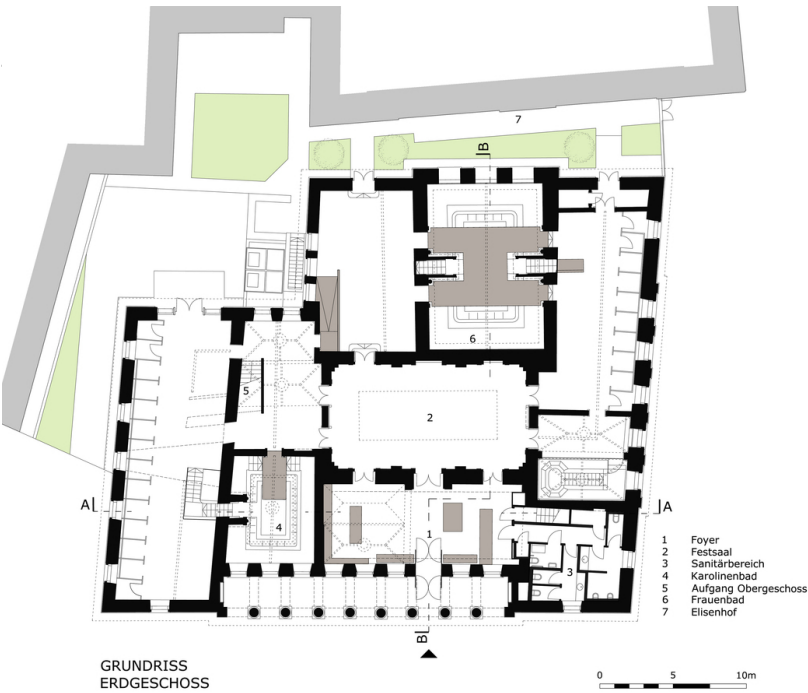 7
B
6
5
2
A
4
1
A
3
1 Foyer
2 Festsaal
3 Sanitärbereich
4 Karolinenbad
5 Aufgang Obergeschoss
6 Frauenbad
7 Elisenhof
B
GRUNDRISS
ERDGESCHOSS
0 5 10m